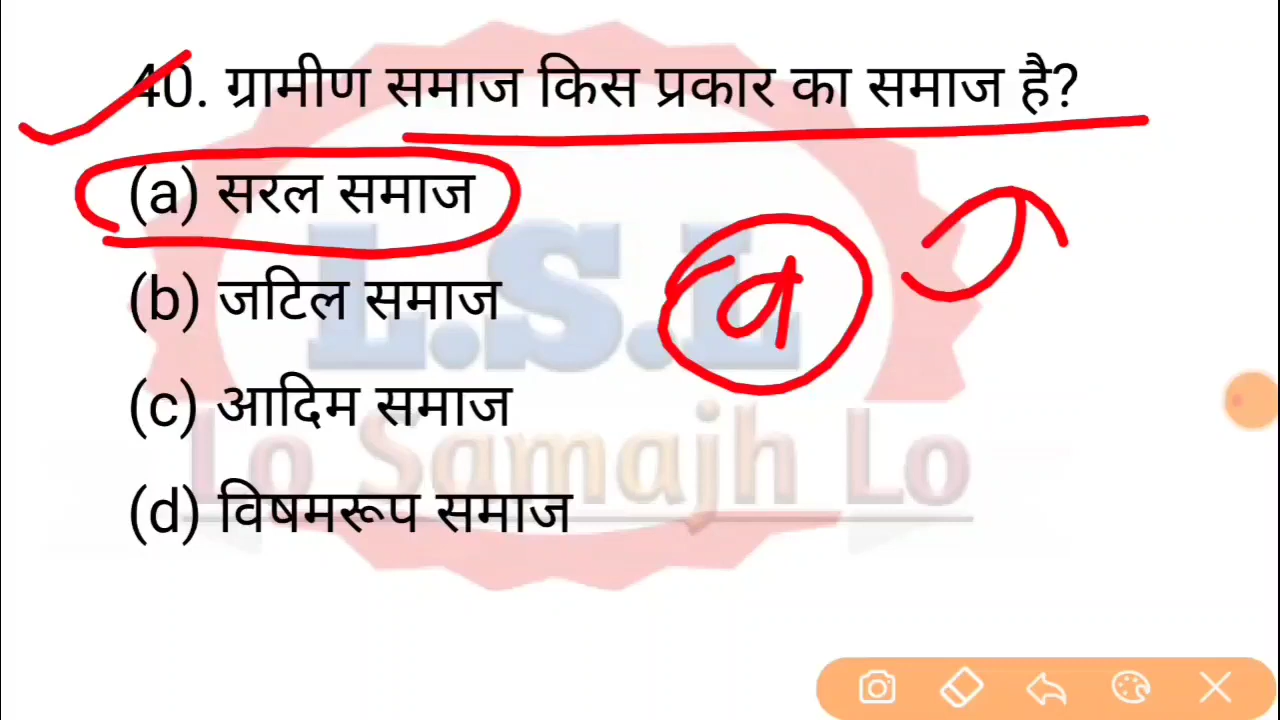 40. ग्रामीण समाज किस प्रकार का समाज है?
(a) सरल समाज
(b) जटिल समाज
(c) आदिम समाज
(d) विषमरूप समाज
a
L.S.L
Lo Samajh Lo